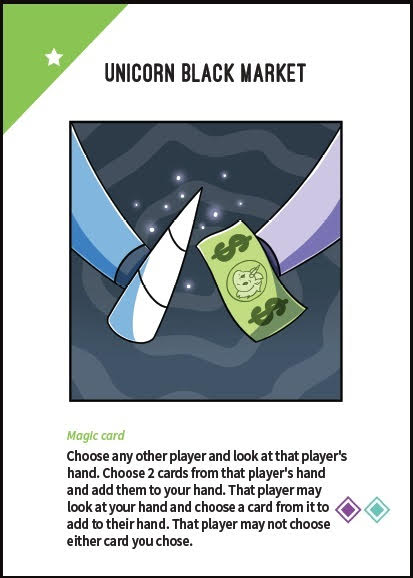 UNICORN BLACK MARKET
$
$
Magic card
Choose any other player and look at that player's
hand. Choose 2 cards from that player's hand
and add them to your hand. That player may
look at your hand and choose a card from it to
add to their hand. That player may not choose
either card you chose.